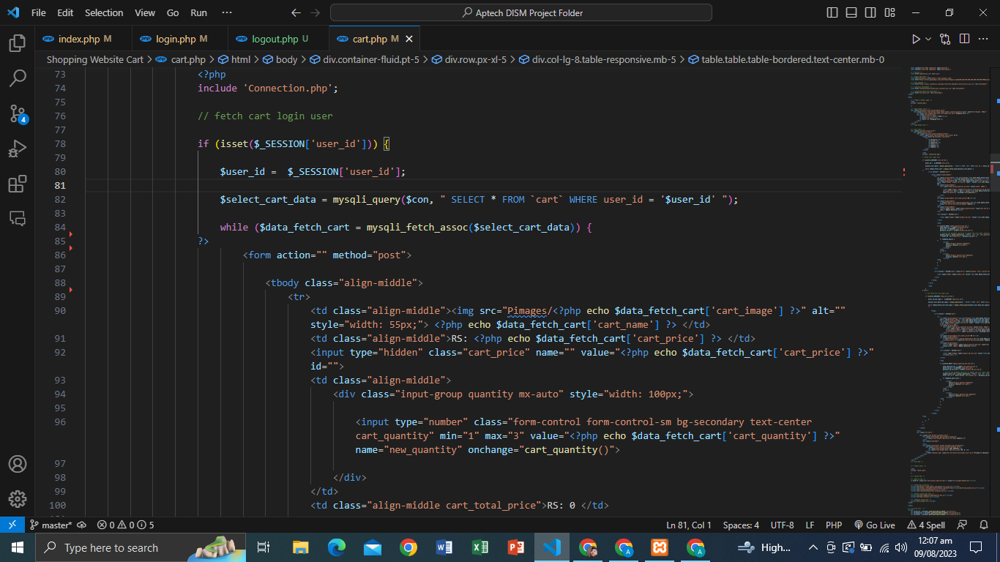 File Edit Selection View Go Run ··· Aptech DISM Project Folder
index.php M login.php M logout.php U cart.php M
Shopping Website Cart > cart.php > html > body > div.container-fluid.pt-5 > div.row.px-xl-5 > div.col-lg-8.table-responsive.mb-5 > table.table.table-bordered.text-center.mb-0
73 <?php
74 include 'Connection.php';
75
76 // fetch cart login user
77
78 if (isset($_SESSION['user_id'])) {
79
80 $user_id =  $_SESSION['user_id'];
81
82 $select_cart_data = mysqli_query($con, " SELECT * FROM `cart` WHERE user_id = '$user_id' ");
83
84 while ($data_fetch_cart = mysqli_fetch_assoc($select_cart_data)) {
85 ?>
86 <form action="" method="post">
87
88 <tbody class="align-middle">
89 <tr>
90 <td class="align-middle"><img src="Pimages/<?php echo $data_fetch_cart['cart_image'] ?>" alt=""
style="width: 55px;"> <?php echo $data_fetch_cart['cart_name'] ?> </td>
91 <td class="align-middle">RS: <?php echo $data_fetch_cart['cart_price'] ?> </td>
92 <input type="hidden" class="cart_price" name="" value="<?php echo $data_fetch_cart['cart_price'] ?>"
id="">
93 <td class="align-middle">
94 <div class="input-group quantity mx-auto" style="width: 100px;">
95
96 <input type="number" class="form-control form-control-sm bg-secondary text-center
cart_quantity" min="1" max="3" value="<?php echo $data_fetch_cart['cart_quantity'] ?>"
name="new_quantity" onchange="cart_quantity()">
97
98 </div>
99 </td>
100 <td class="align-middle cart_total_price">RS: 0 </td>
4
master* 0 0 5 Ln 81, Col 1 Spaces: 4 UTF-8 LF PHP Go Live 4 Spell
Type here to search High... 12:07 am
09/08/2023